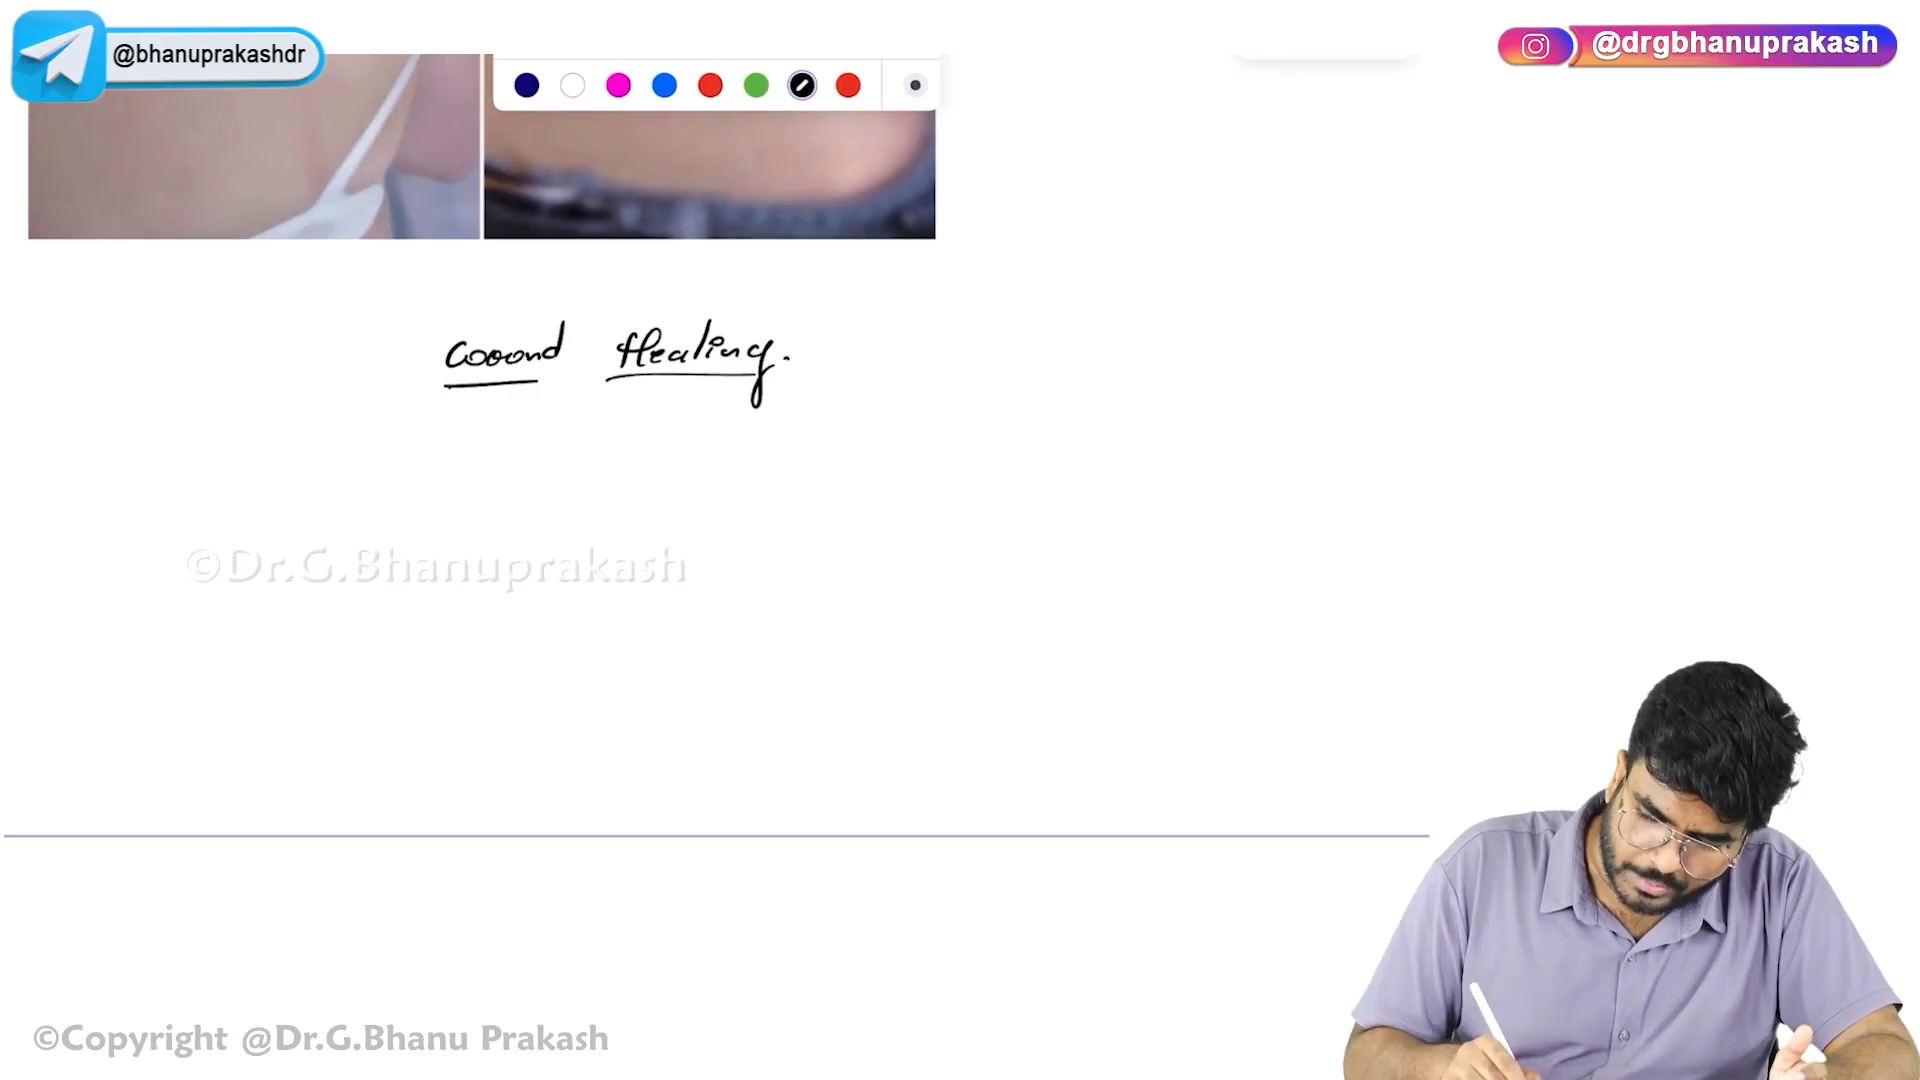 @bhanuprakashdr
@drgbhanuprakash
Wound Healing.
©Dr.G.Bhanuprakash
©Copyright @Dr.G.Bhanu Prakash